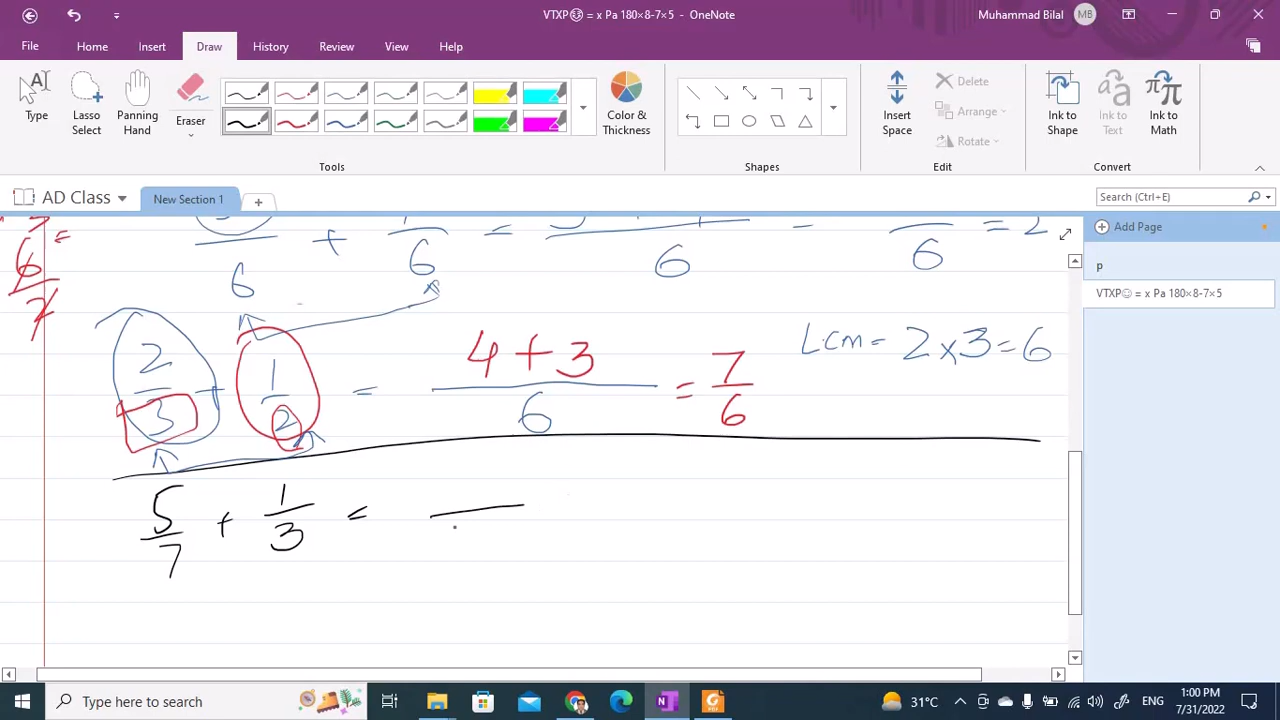 VTXP☺ = x Pa 180×8-7×5 - OneNote
Muhammad Bilal MB
File Home Insert Draw History Review View Help
Type
Lasso Select
Panning Hand
Eraser
Color & Thickness
Insert Space
Delete
Arrange
Rotate
Ink to Shape
Ink to Text
Ink to Math
Tools Shapes Edit Convert
AD Class New Section 1
Search (Ctrl+E)
Add Page
p
VTXP☺ = x Pa 180×8-7×5
6 + 6 = 6 = 6 = 2
2/3 + 1/2 = 4+3/6 = 7/6 L.CM = 2×3=6
5/7 + 1/3 =
Type here to search
31°C ENG 1:00 PM
7/31/2022